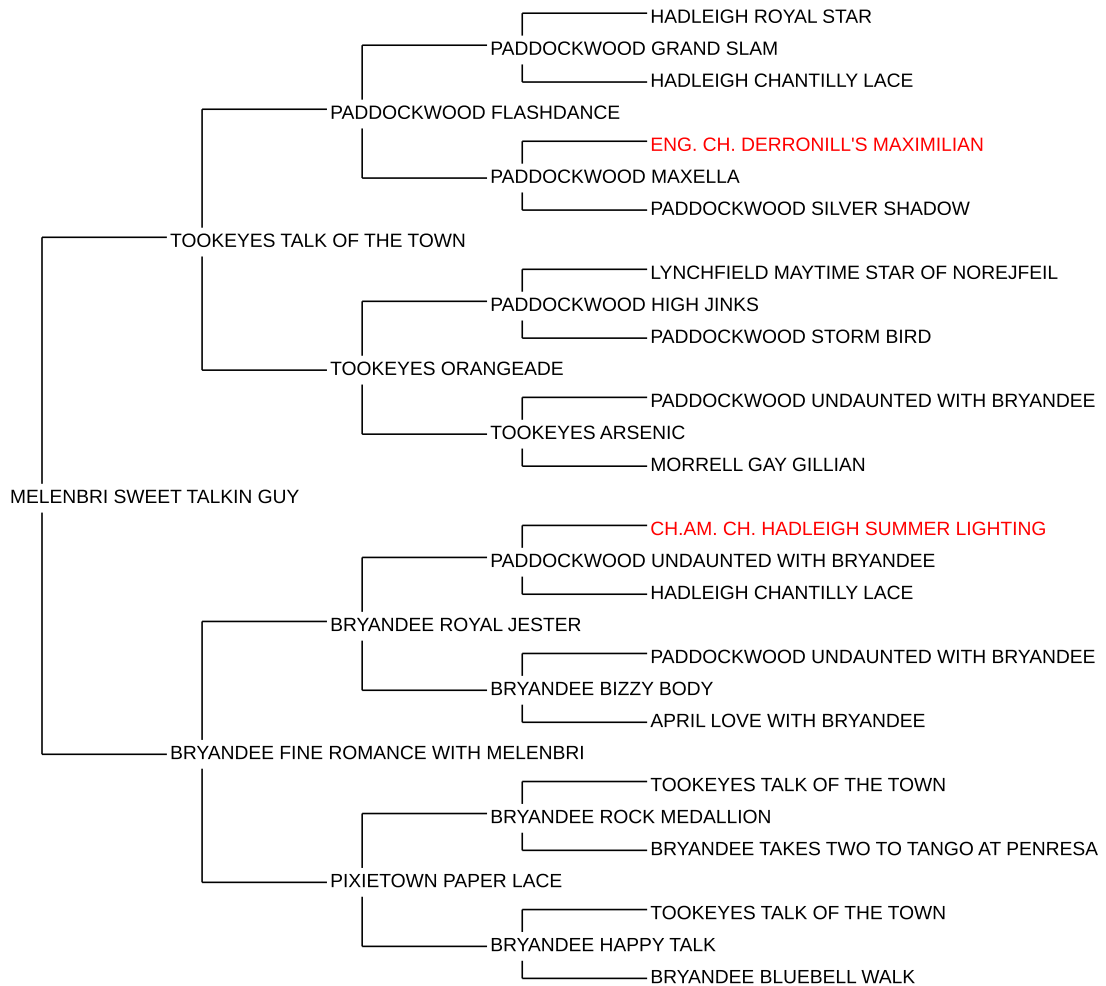 HADLEIGH ROYAL STAR
PADDOCKWOOD GRAND SLAM
HADLEIGH CHANTILLY LACE
PADDOCKWOOD FLASHDANCE
ENG. CH. DERRONILL'S MAXIMILIAN
PADDOCKWOOD MAXELLA
PADDOCKWOOD SILVER SHADOW
TOOKEYES TALK OF THE TOWN
LYNCHFIELD MAYTIME STAR OF NOREJFEIL
PADDOCKWOOD HIGH JINKS
PADDOCKWOOD STORM BIRD
TOOKEYES ORANGEADE
PADDOCKWOOD UNDAUNTED WITH BRYANDEE
TOOKEYES ARSENIC
MORRELL GAY GILLIAN
MELENBRI SWEET TALKIN GUY
CH.AM. CH. HADLEIGH SUMMER LIGHTING
PADDOCKWOOD UNDAUNTED WITH BRYANDEE
HADLEIGH CHANTILLY LACE
BRYANDEE ROYAL JESTER
PADDOCKWOOD UNDAUNTED WITH BRYANDEE
BRYANDEE BIZZY BODY
APRIL LOVE WITH BRYANDEE
BRYANDEE FINE ROMANCE WITH MELENBRI
TOOKEYES TALK OF THE TOWN
BRYANDEE ROCK MEDALLION
BRYANDEE TAKES TWO TO TANGO AT PENRESA
PIXIETOWN PAPER LACE
TOOKEYES TALK OF THE TOWN
BRYANDEE HAPPY TALK
BRYANDEE BLUEBELL WALK